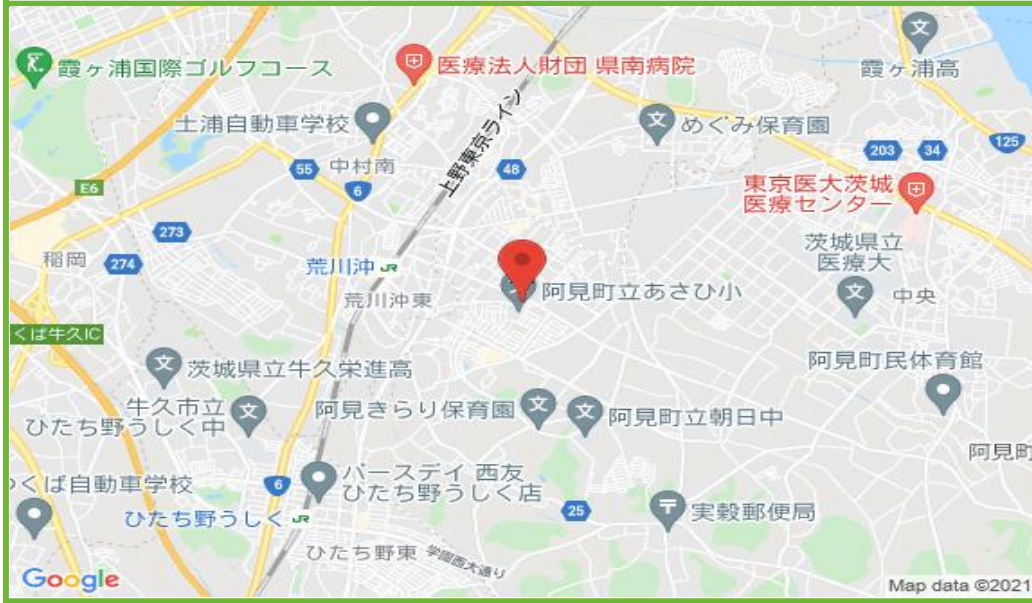 霞ヶ浦国際ゴルフコース
医療法人財団 県南病院
霞ヶ浦高
土浦自動車学校
めぐみ保育園
上野東京ライン
中村南
55
6
48
203
34
125
E6
東京医大茨城
医療センター
273
稲岡
274
荒川沖 JR
荒川沖東
阿見町立あさひ小
茨城県立
医療大
中央
くば牛久IC
茨城県立牛久栄進高
阿見町民体育館
牛久市立
ひたち野うしく中
阿見きらり保育園
阿見町立朝日中
阿見町
くば自動車学校
6
バースデイ 西友
ひたち野うしく店
25
実穀郵便局
ひたち野うしく JR
ひたち野東
学園西大通り
Google
Map data ©2021